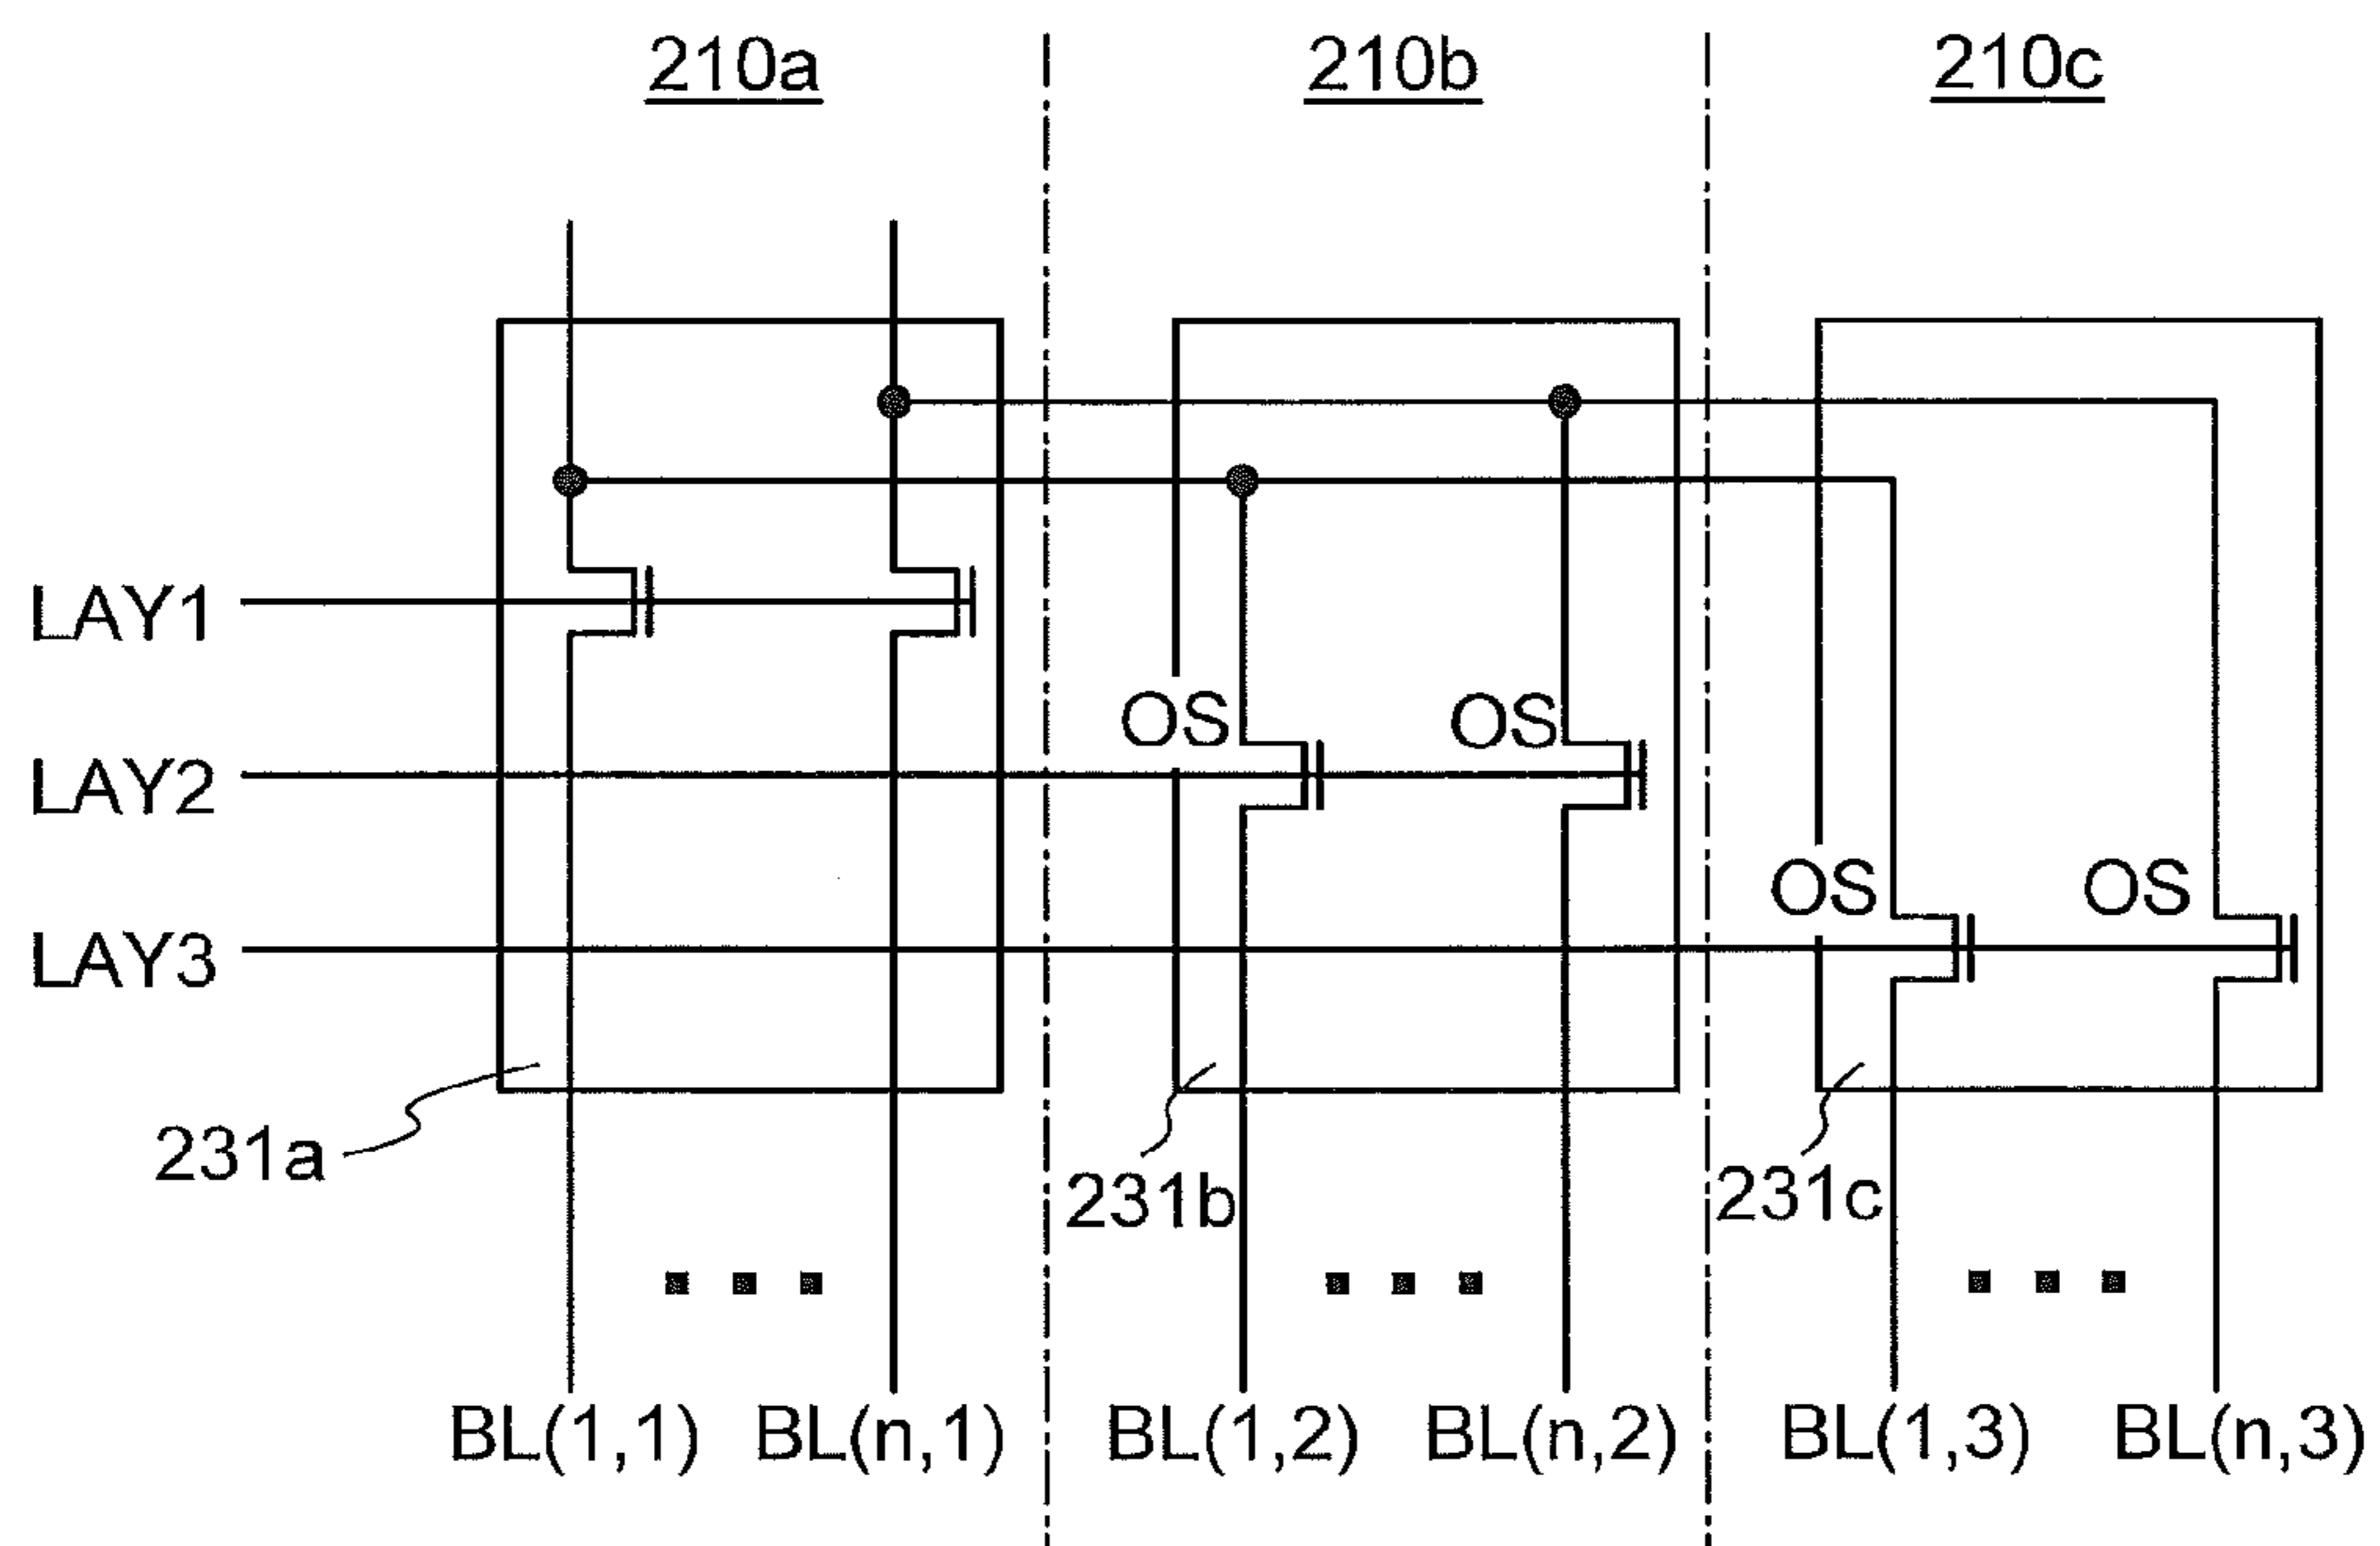 210a
210b
210c
LAY1
OS
OS
LAY2
OS
OS
LAY3
231a
231b
231c
BL(1,1)
BL(n,1)
BL(1,2)
BL(n,2)
BL(1,3)
BL(n,3)